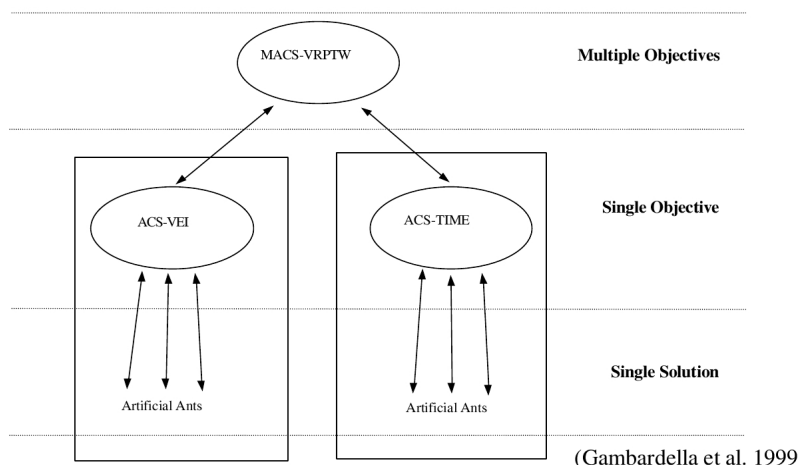 MACS-VRPTW
Multiple Objectives
ACS-VEI
ACS-TIME
Single Objective
Artificial Ants
Artificial Ants
Single Solution
(Gambardella et al. 1999